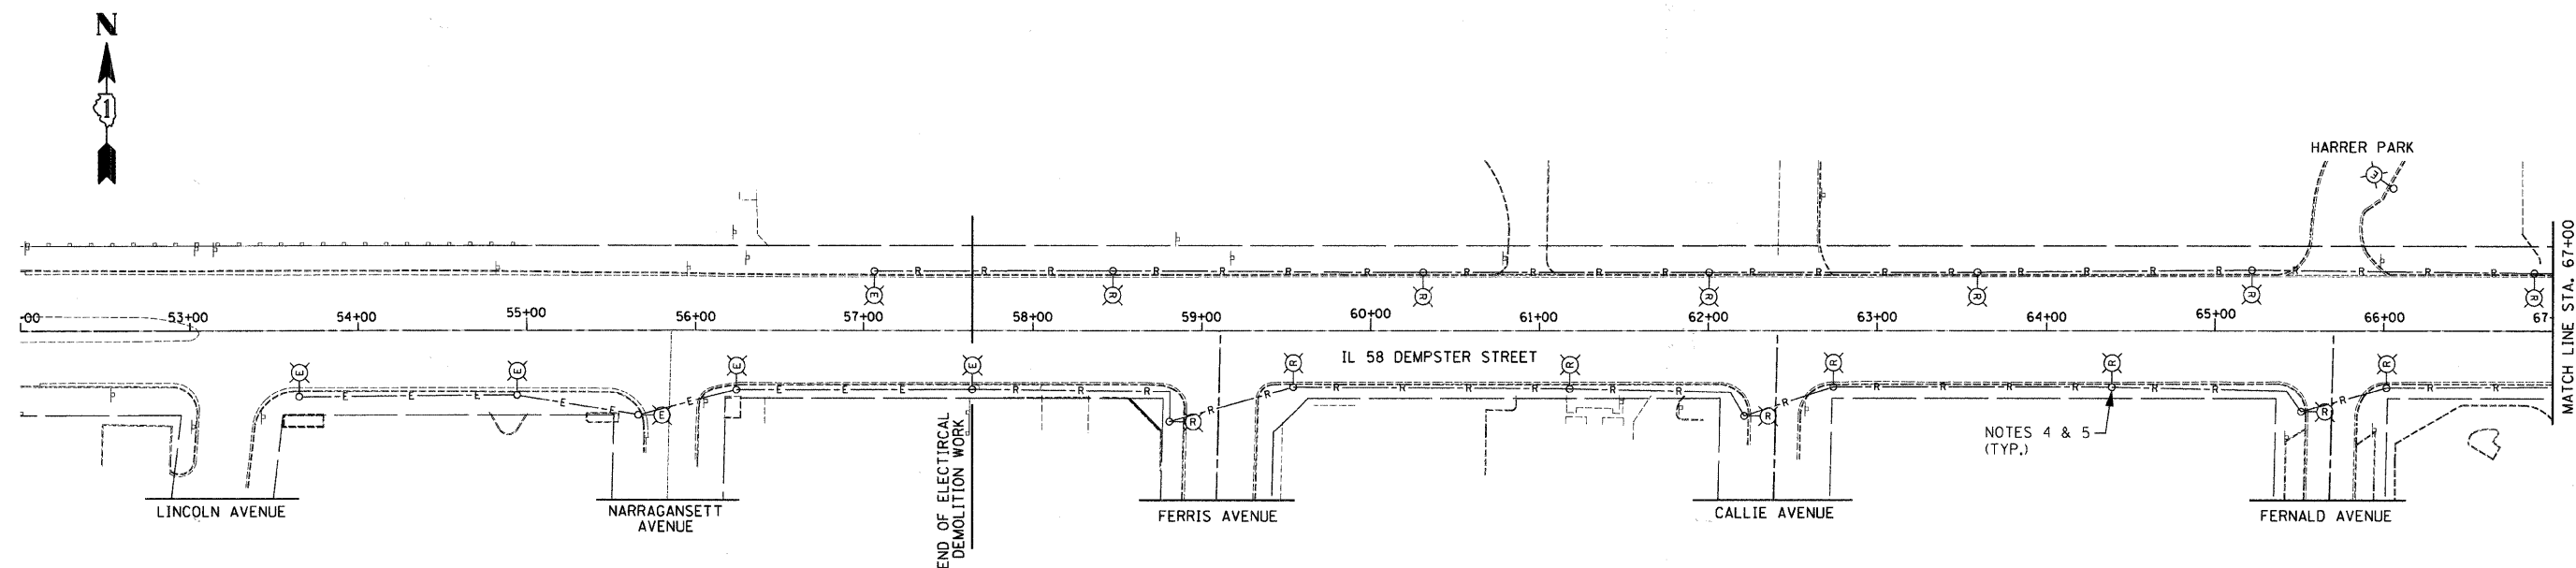 N
1
HARRER PARK
E
R R R E R R R R R R R R R R R R R R R R R R R R R R
E R R R R R R
00 53+00 54+00 55+00 56+00 57+00 58+00 59+00 60+00 61+00 62+00 63+00 64+00 65+00 66+00 67
MATCH LINE STA. 67+00
IL 58 DEMPSTER STREET
E E E E R R R R R
E E E E E E E E R R R R R R R R R R R R R R R R R
E R R R
NOTES 4 & 5
(TYP.)
END OF ELECTIRCAL
DEMOLITION WORK
LINCOLN AVENUE
NARRAGANSETT
AVENUE
FERRIS AVENUE
CALLIE AVENUE
FERNALD AVENUE